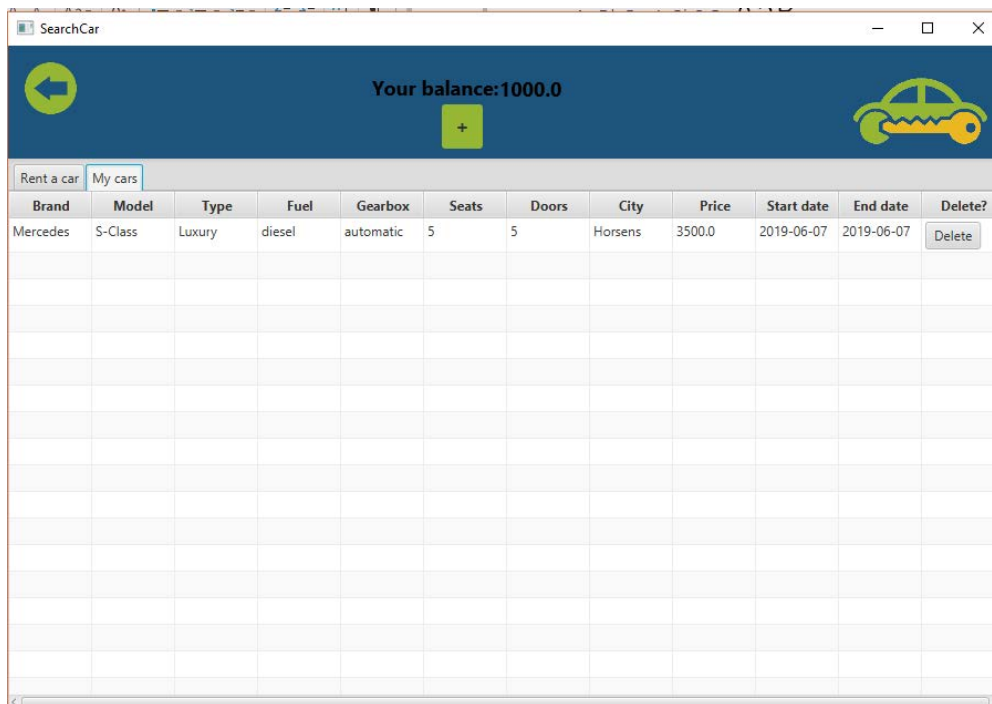 SearchCar
Your balance:1000.0
+
Rent a car My cars
Brand Model Type Fuel Gearbox Seats Doors City Price Start date End date Delete?
Mercedes S-Class Luxury diesel automatic 5 5 Horsens 3500.0 2019-06-07 2019-06-07 Delete